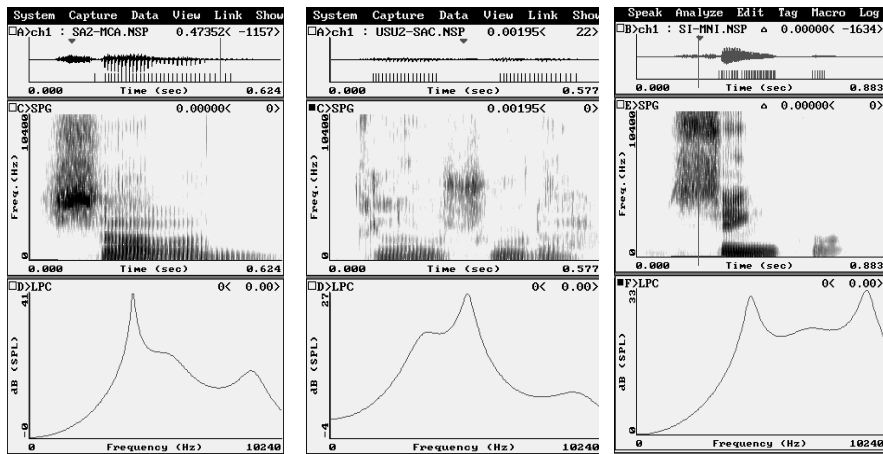 System Capture Data View Link Show
A>ch1 : SA2-MCA.NSP 0.47352< -1157>
0.000 Time (sec) 0.624
C>SPG 0.00000< 0>
10400
Freq.(Hz)
0
0.000 Time (sec) 0.624
D>LPC 0< 0.00>
41
dB (SPL)
-0
0 Frequency (Hz) 10240
System Capture Data View Link Show
A>ch1 : USU2-SAC.NSP 0.00195< 22>
0.000 Time (sec) 0.577
C>SPG 0.00195< 0>
10400
Freq.(Hz)
0
0.000 Time (sec) 0.577
D>LPC 0< 0.00>
27
dB (SPL)
-4
0 Frequency (Hz) 10240
Speak Analyze Edit Tag Macro Log
B>ch1 : SI-MNI.NSP 0.00000< -1634>
0.000 Time (sec) 0.883
E>SPG 0.00000< 0>
10400
Freq.(Hz)
0
0.000 Time (sec) 0.883
F>LPC 0< 0.00>
33
dB (SPL)
0
0 Frequency (Hz) 10240